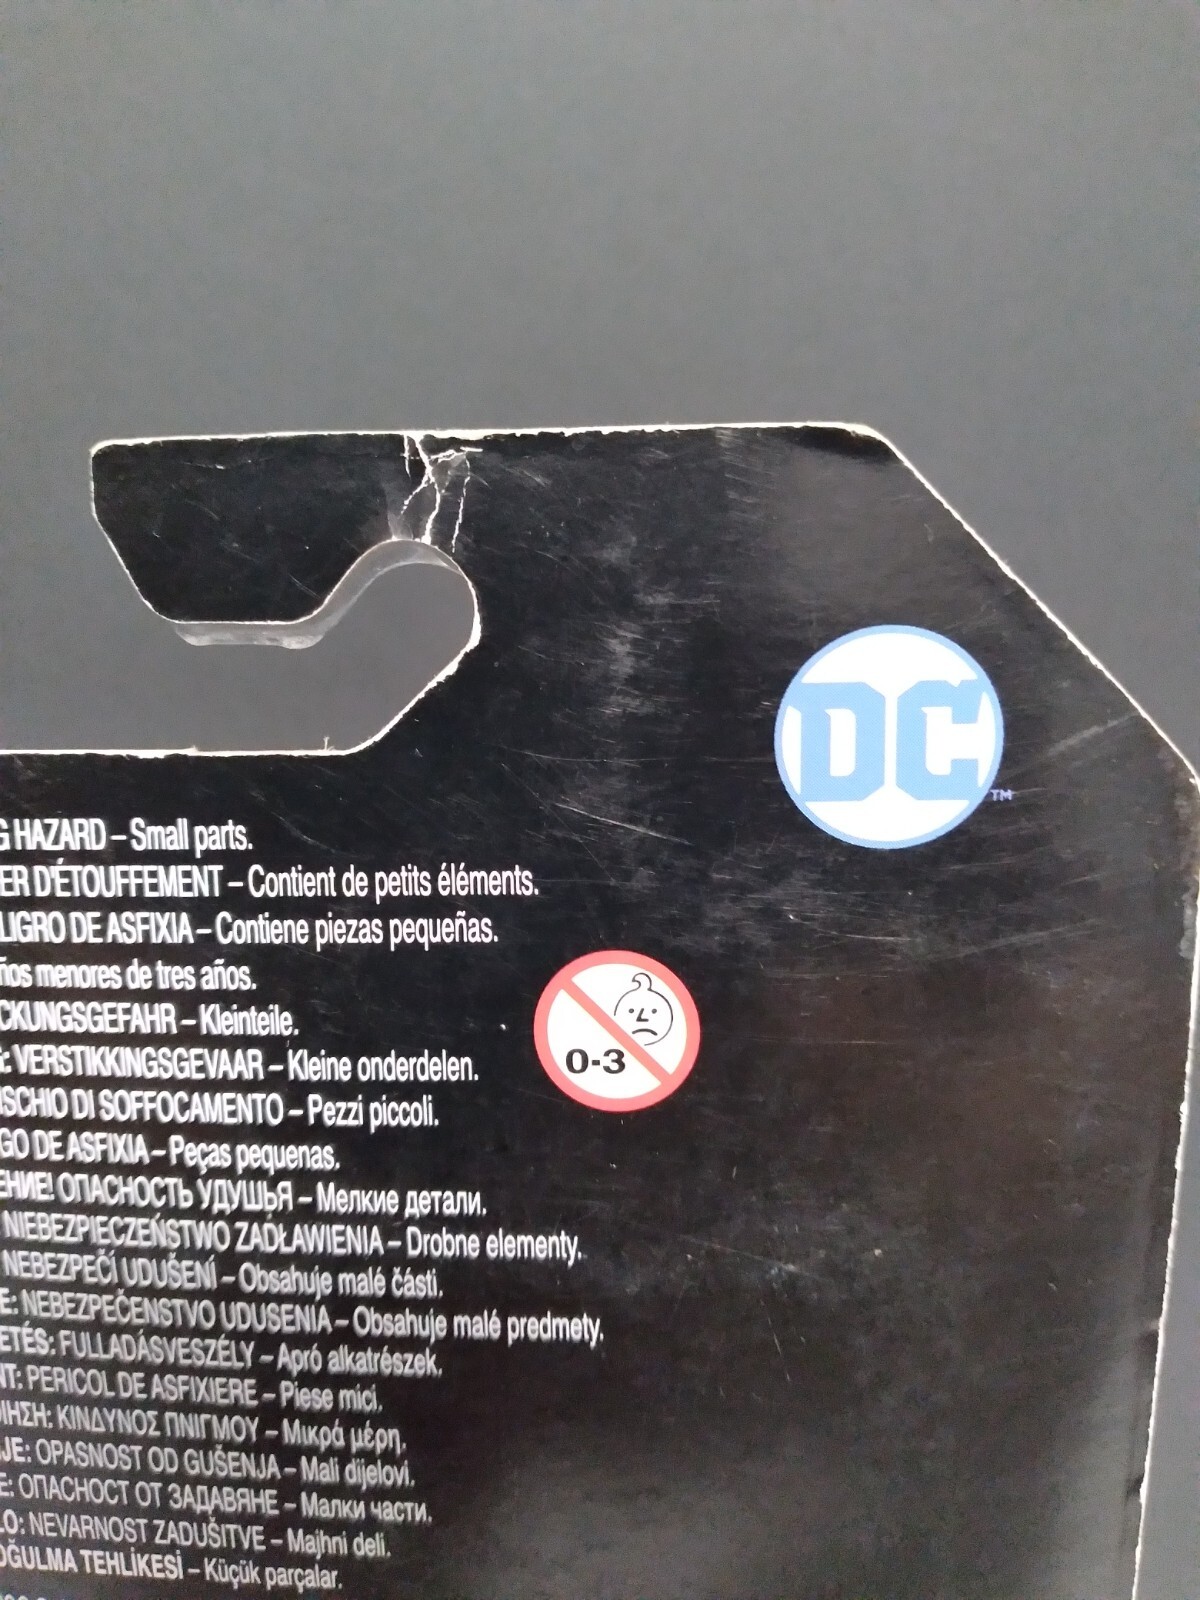 DC
TM
G HAZARD – Small parts.
ER D'ÉTOUFFEMENT – Contient de petits éléments.
LIGRO DE ASFIXIA – Contiene piezas pequeñas.
ños menores de tres años.
CKUNGSGEFAHR – Kleinteile.
0-3
: VERSTIKKINGSGEVAAR – Kleine onderdelen.
ISCHIO DI SOFFOCAMENTO – Pezzi piccoli.
GO DE ASFIXIA – Peças pequenas.
ЕНИЕ! ОПАСНОСТЬ УДУШЬЯ – Мелкие детали.
NIEBEZPIECZEŃSTWO ZADŁAWIENIA – Drobne elementy.
NEBEZPEČÍ UDUŠENÍ – Obsahuje malé části.
E: NEBEZPEČENSTVO UDUSENIA – Obsahuje malé predmety.
ETÉS: FULLADÁSVESZÉLY – Apró alkatrészek.
NT: PERICOL DE ASFIXIERE – Piese mici.
ΙΗΣΗ: ΚΙΝΔΥΝΟΣ ΠΝΙΓΜΟΥ – Μικρά μέρη.
JE: OPASNOST OD GUŠENJA – Mali dijelovi.
E: ОПАСНОСТ ОТ ЗАДАВЯНЕ – Малки части.
LO: NEVARNOST ZADUŠITVE – Majhni deli.
OĞULMA TEHLİKESİ – Küçük parçalar.